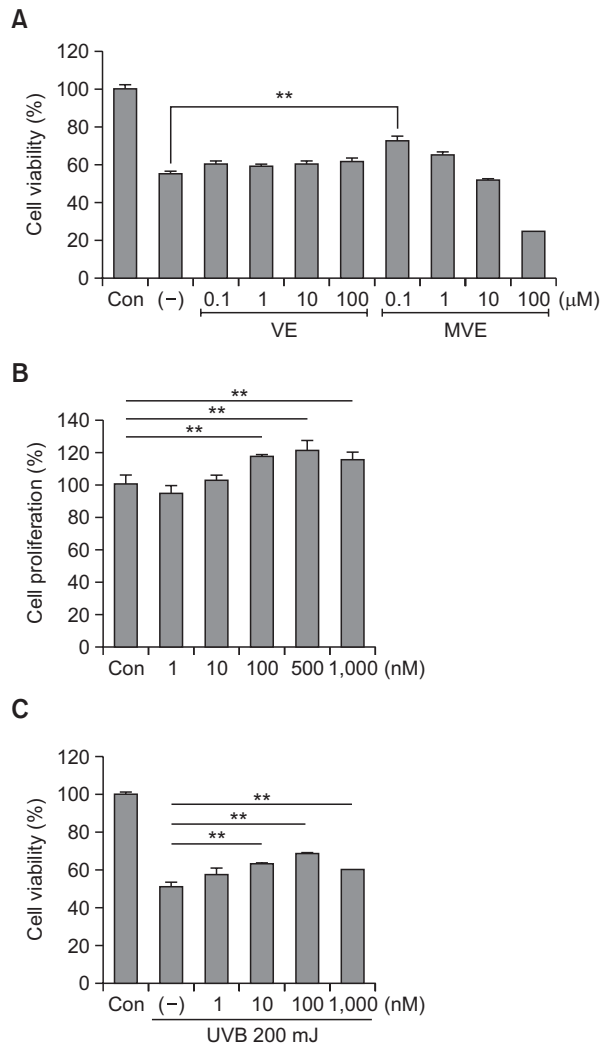 A
120
100
80
60
40
20
0
Cell viability (%)
**
Con (−) 0.1 1 10 100 0.1 1 10 100 (μM)
VE MVE
B
140
120
100
80
60
40
20
0
Cell proliferation (%)
**
**
**
Con 1 10 100 500 1,000 (nM)
C
120
100
80
60
40
20
0
Cell viability (%)
**
**
**
Con (−) 1 10 100 1,000 (nM)
UVB 200 mJ